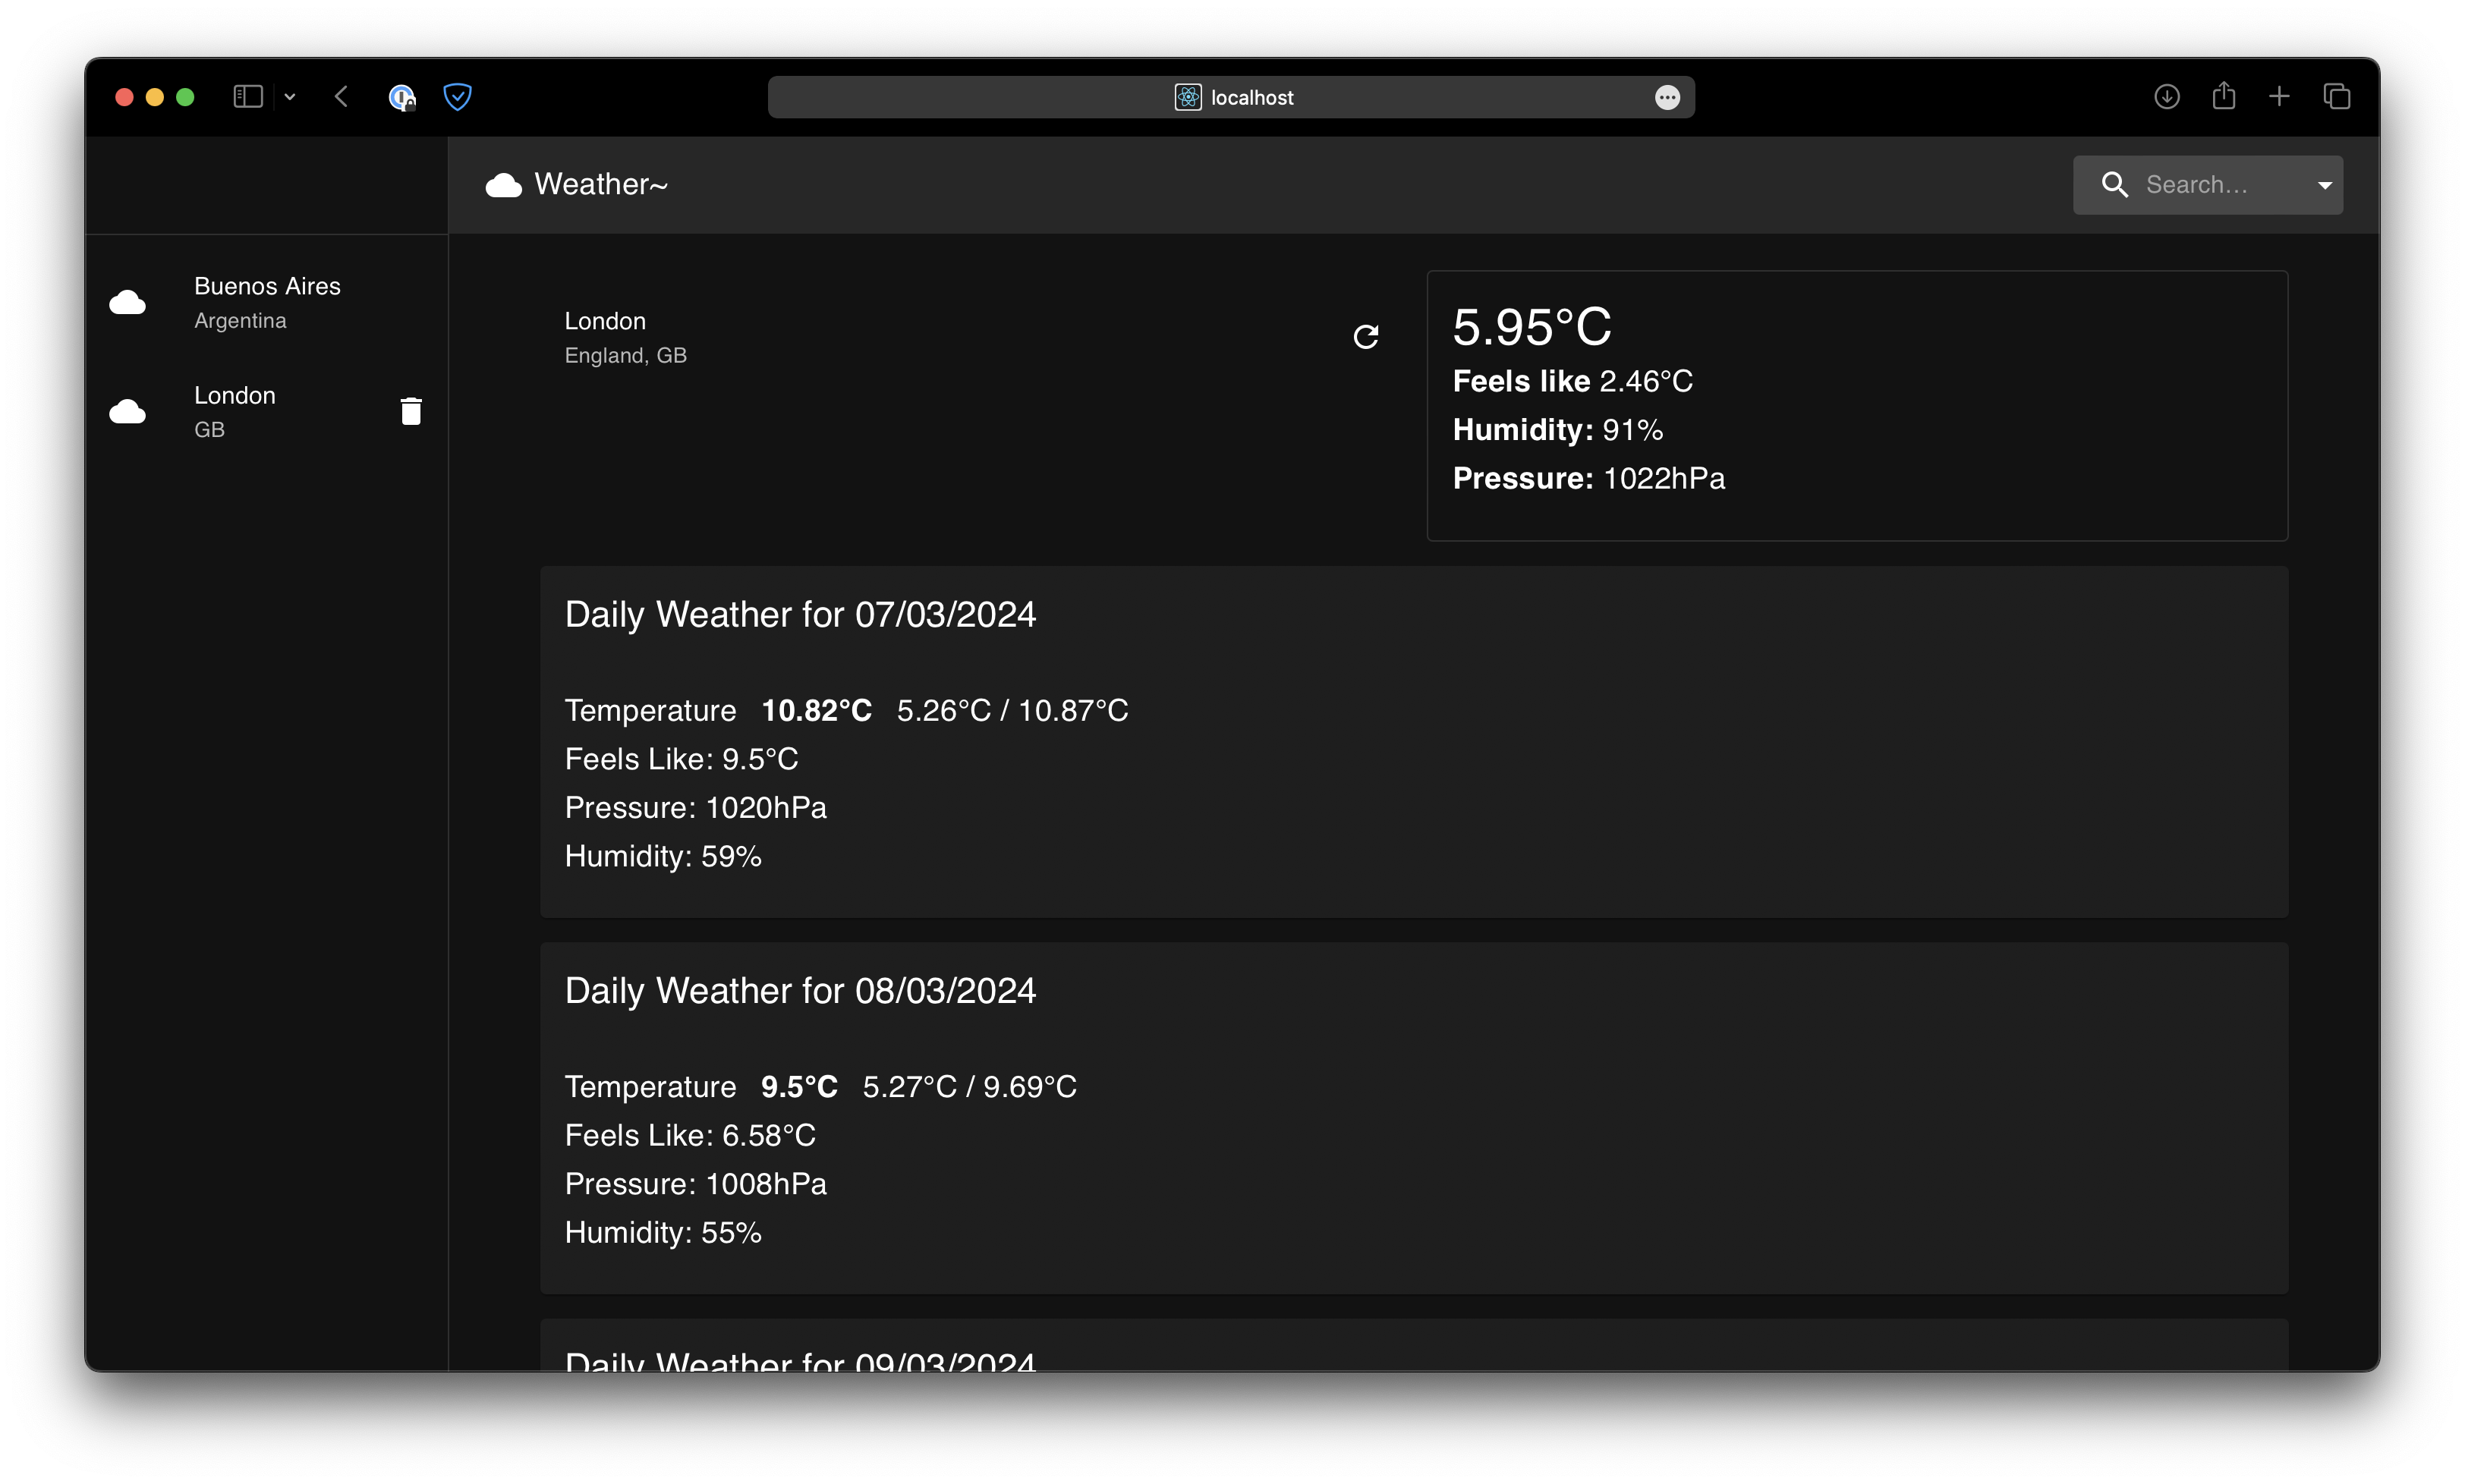 localhost
Weather~
Search...
Buenos Aires
Argentina
London
GB
London
England, GB
5.95°C
Feels like 2.46°C
Humidity: 91%
Pressure: 1022hPa
Daily Weather for 07/03/2024
Temperature 10.82°C 5.26°C / 10.87°C
Feels Like: 9.5°C
Pressure: 1020hPa
Humidity: 59%
Daily Weather for 08/03/2024
Temperature 9.5°C 5.27°C / 9.69°C
Feels Like: 6.58°C
Pressure: 1008hPa
Humidity: 55%
Daily Weather for 09/03/2024